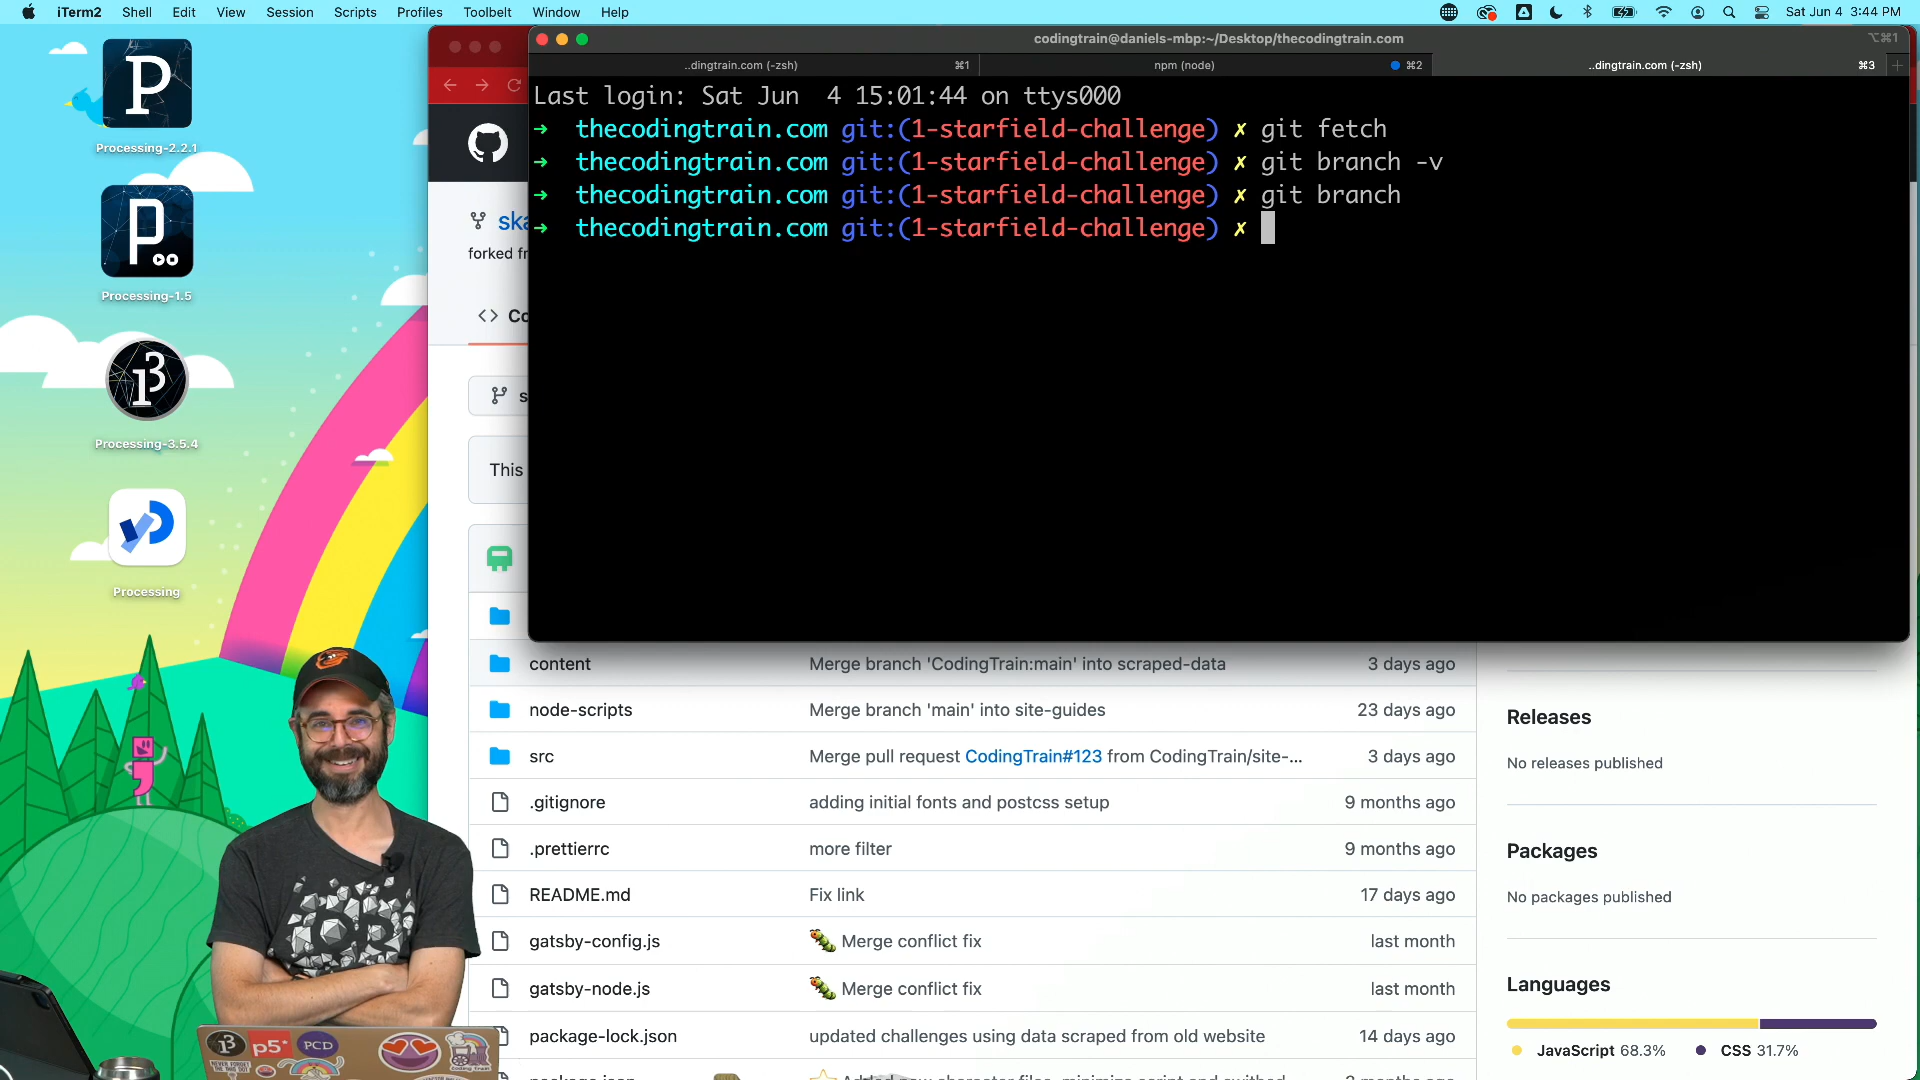 iTerm2 Shell Edit View Session Scripts Profiles Toolbelt Window Help Sat Jun 4 3:44 PM
codingtrain@daniels-mbp:~/Desktop/thecodingtrain.com ⌥⌘1
..dingtrain.com (-zsh) ⌘1 npm (node) ⌘2 ..dingtrain.com (-zsh) ⌘3
Last login: Sat Jun  4 15:01:44 on ttys000
➜  thecodingtrain.com git:(1-starfield-challenge) ✗ git fetch
➜  thecodingtrain.com git:(1-starfield-challenge) ✗ git branch -v
➜  thecodingtrain.com git:(1-starfield-challenge) ✗ git branch
➜  thecodingtrain.com git:(1-starfield-challenge) ✗
Processing-2.2.1
Processing-1.5
Processing-3.5.4
Processing
ska
forked fr
Co
s
This
content Merge branch 'CodingTrain:main' into scraped-data 3 days ago
node-scripts Merge branch 'main' into site-guides 23 days ago
src Merge pull request CodingTrain#123 from CodingTrain/site-... 3 days ago
.gitignore adding initial fonts and postcss setup 9 months ago
.prettierrc more filter 9 months ago
README.md Fix link 17 days ago
gatsby-config.js 🐛 Merge conflict fix last month
gatsby-node.js 🐛 Merge conflict fix last month
package-lock.json updated challenges using data scraped from old website 14 days ago
Releases
No releases published
Packages
No packages published
Languages
JavaScript 68.3% CSS 31.7%
p5*
PCD